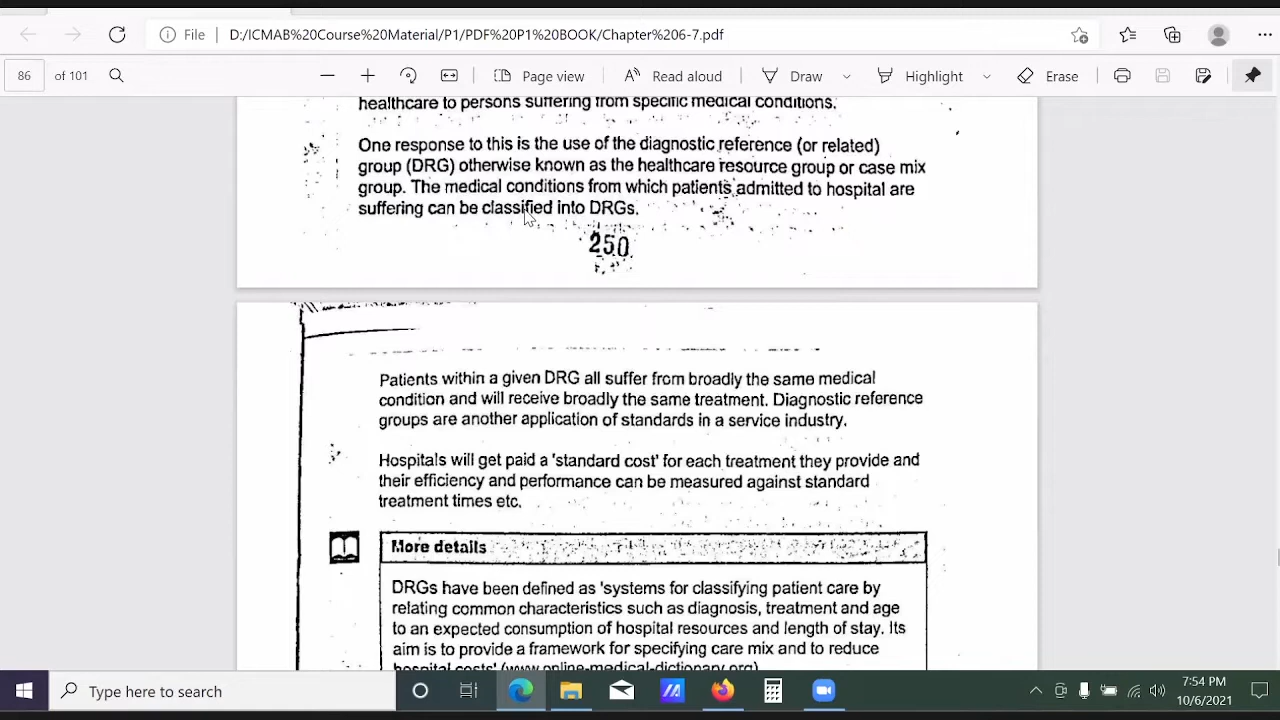 File
D:/ICMAB%20Course%20Material/P1/PDF%20P1%20BOOK/Chapter%206-7.pdf
86 of 101
Page view
Read aloud
Draw
Highlight
Erase
healthcare to persons suffering from specific medical conditions.
One response to this is the use of the diagnostic reference (or related)
group (DRG) otherwise known as the healthcare resource group or case mix
group. The medical conditions from which patients admitted to hospital are
suffering can be classified into DRGs.
250
Patients within a given DRG all suffer from broadly the same medical
condition and will receive broadly the same treatment. Diagnostic reference
groups are another application of standards in a service industry.
Hospitals will get paid a 'standard cost' for each treatment they provide and
their efficiency and performance can be measured against standard
treatment times etc.
More details
DRGs have been defined as 'systems for classifying patient care by
relating common characteristics such as diagnosis, treatment and age
to an expected consumption of hospital resources and length of stay. Its
aim is to provide a framework for specifying care mix and to reduce
hospital costs' (www.online-medical-dictionary.org)
Type here to search
7:54 PM
10/6/2021